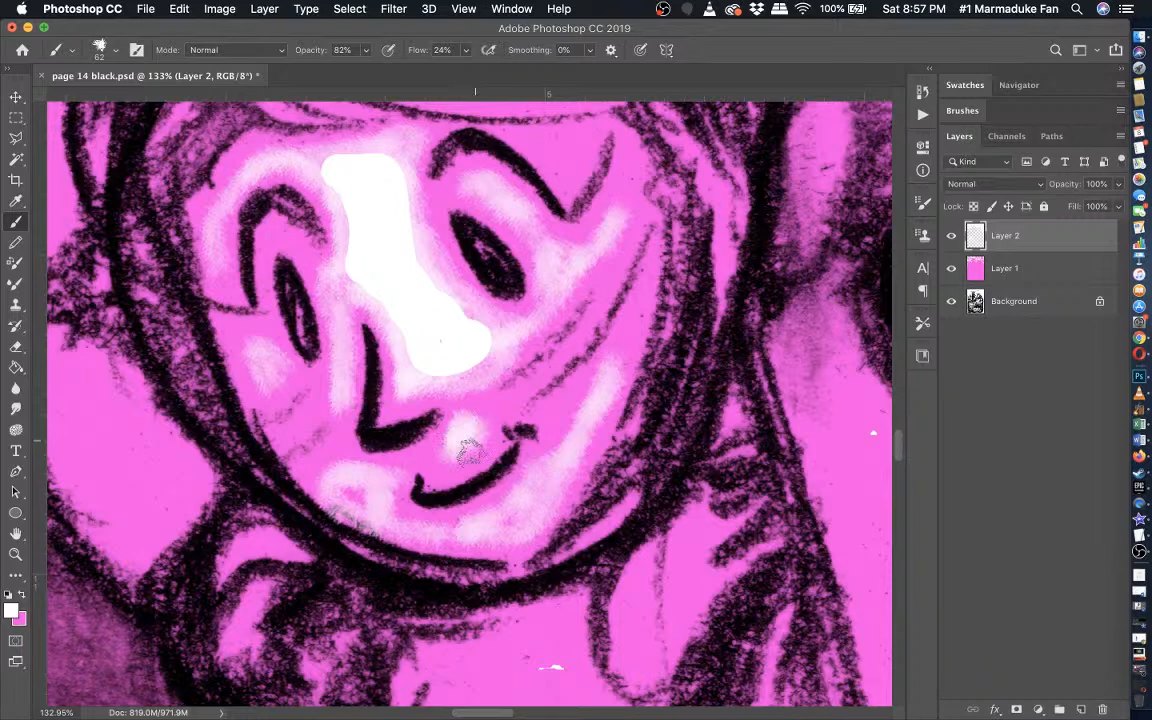 Photoshop CC File Edit Image Layer Type Select Filter 3D View Window Help 100% Sat 8:57 PM #1 Marmaduke Fan
Adobe Photoshop CC 2019
62 Mode: Normal Opacity: 82% Flow: 24% Smoothing: 0%
page 14 black.psd @ 133% (Layer 2, RGB/8*) *
5
Swatches Navigator
Brushes
Layers Channels Paths
Kind
Normal Opacity: 100%
Lock: Fill: 100%
Layer 2
Layer 1
Background
132.95% Doc: 819.0M/971.9M